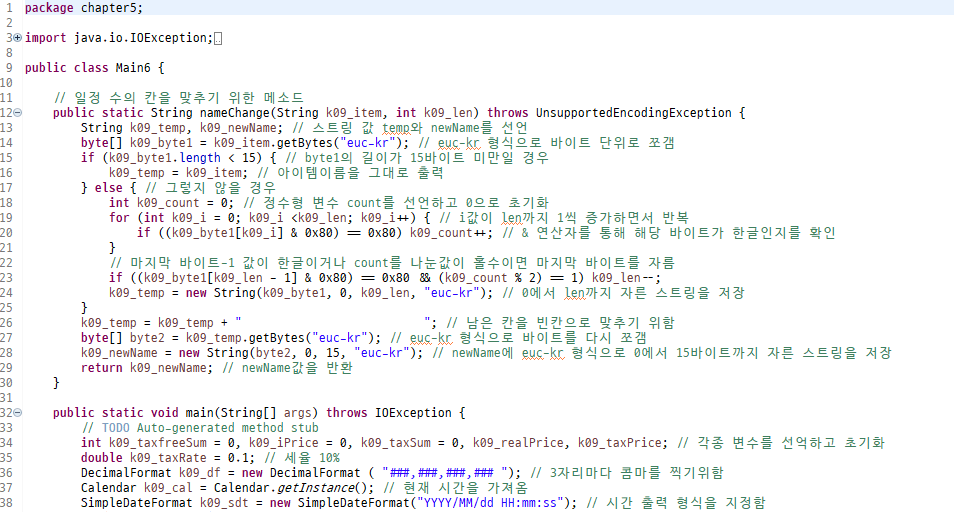 1 package chapter5;
2
3 import java.io.IOException;
8
9 public class Main6 {
10
11 // 일정 수의 칸을 맞추기 위한 메소드
12 public static String nameChange(String k09_item, int k09_len) throws UnsupportedEncodingException {
13 String k09_temp, k09_newName; // 스트링 값 temp와 newName를 선언
14 byte[] k09_byte1 = k09_item.getBytes("euc-kr"); // euc-kr 형식으로 바이트 단위로 쪼갬
15 if (k09_byte1.length < 15) { // byte1의 길이가 15바이트 미만일 경우
16 k09_temp = k09_item; // 아이템이름을 그대로 출력
17 } else { // 그렇지 않을 경우
18 int k09_count = 0; // 정수형 변수 count를 선언하고 0으로 초기화
19 for (int k09_i = 0; k09_i <k09_len; k09_i++) { // i값이 len까지 1씩 증가하면서 반복
20 if ((k09_byte1[k09_i] & 0x80) == 0x80) k09_count++; // & 연산자를 통해 해당 바이트가 한글인지를 확인
21 }
22 // 마지막 바이트-1 값이 한글이거나 count를 나눈값이 홀수이면 마지막 바이트를 자름
23 if ((k09_byte1[k09_len - 1] & 0x80) == 0x80 && (k09_count % 2) == 1) k09_len--;
24 k09_temp = new String(k09_byte1, 0, k09_len, "euc-kr"); // 0에서 len까지 자른 스트링을 저장
25 }
26 k09_temp = k09_temp + "                          "; // 남은 칸을 빈칸으로 맞추기 위함
27 byte[] byte2 = k09_temp.getBytes("euc-kr"); // euc-kr 형식으로 바이트를 다시 쪼갬
28 k09_newName = new String(byte2, 0, 15, "euc-kr"); // newName에 euc-kr 형식으로 0에서 15바이트까지 자른 스트링을 저장
29 return k09_newName; // newName값을 반환
30 }
31
32 public static void main(String[] args) throws IOException {
33 // TODO Auto-generated method stub
34 int k09_taxfreeSum = 0, k09_iPrice = 0, k09_taxSum = 0, k09_realPrice, k09_taxPrice; // 각종 변수를 선억하고 초기화
35 double k09_taxRate = 0.1; // 세율 10%
36 DecimalFormat k09_df = new DecimalFormat ( "###,###,###,### "); // 3자리마다 콤마를 찍기위함
37 Calendar k09_cal = Calendar.getInstance(); // 현재 시간을 가져옴
38 SimpleDateFormat k09_sdt = new SimpleDateFormat("YYYY/MM/dd HH:mm:ss"); // 시간 출력 형식을 지정함